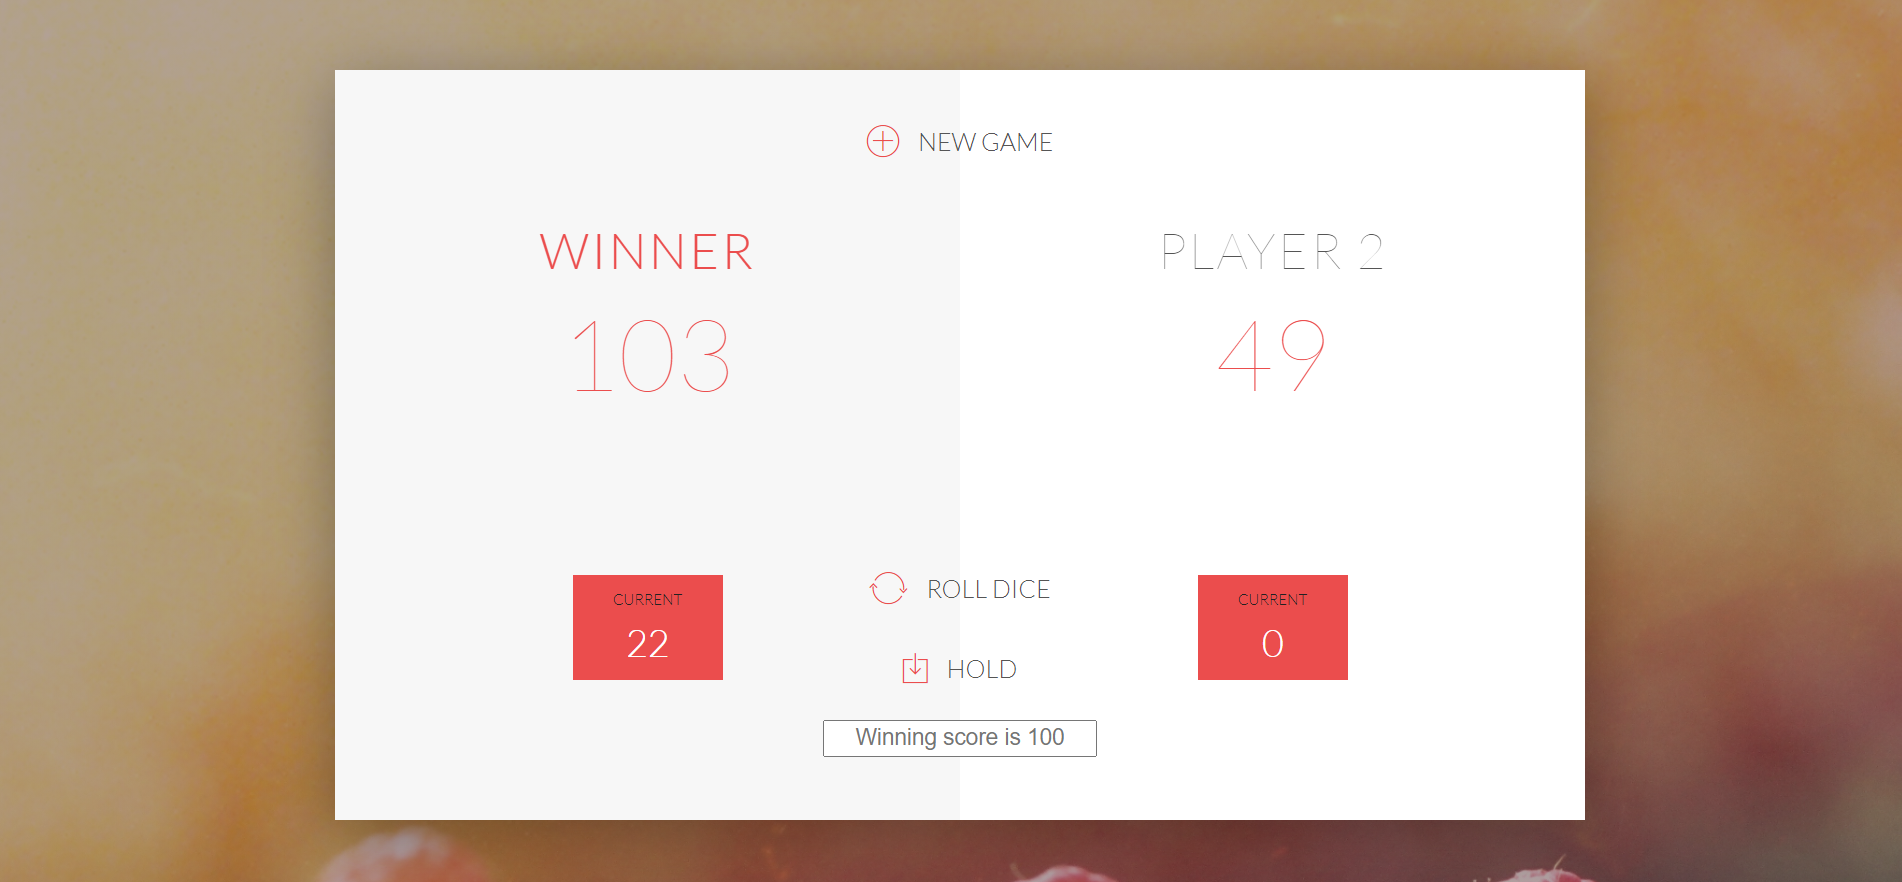 NEW GAME
WINNER
103
PLAYER 2
49
CURRENT
22
ROLL DICE
HOLD
CURRENT
0
Winning score is 100